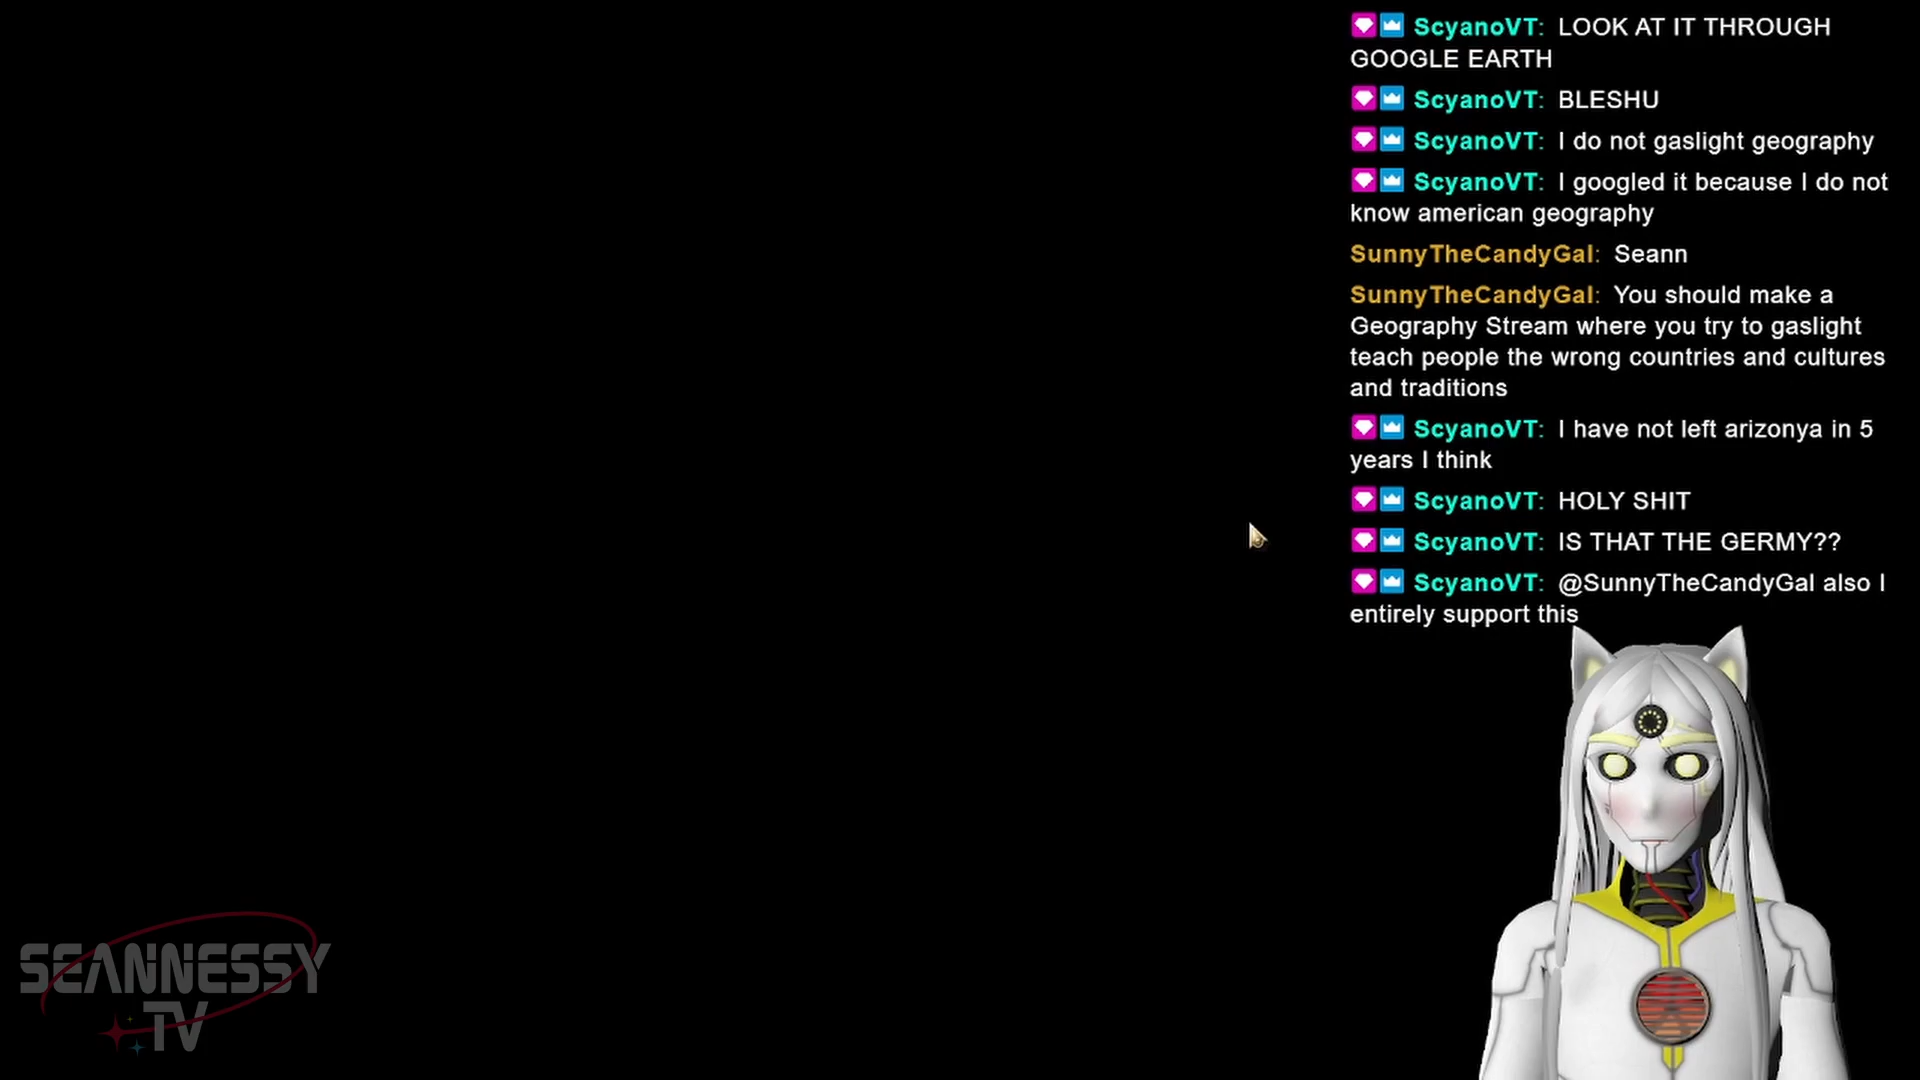 ScyanoVT: LOOK AT IT THROUGH
GOOGLE EARTH
ScyanoVT: BLESHU
ScyanoVT: I do not gaslight geography
ScyanoVT: I googled it because I do not
know american geography
SunnyTheCandyGal: Seann
SunnyTheCandyGal: You should make a
Geography Stream where you try to gaslight
teach people the wrong countries and cultures
and traditions
ScyanoVT: I have not left arizonya in 5
years I think
ScyanoVT: HOLY SHIT
ScyanoVT: IS THAT THE GERMY??
ScyanoVT: @SunnyTheCandyGal also I
entirely support this
SEANNESSY
TV